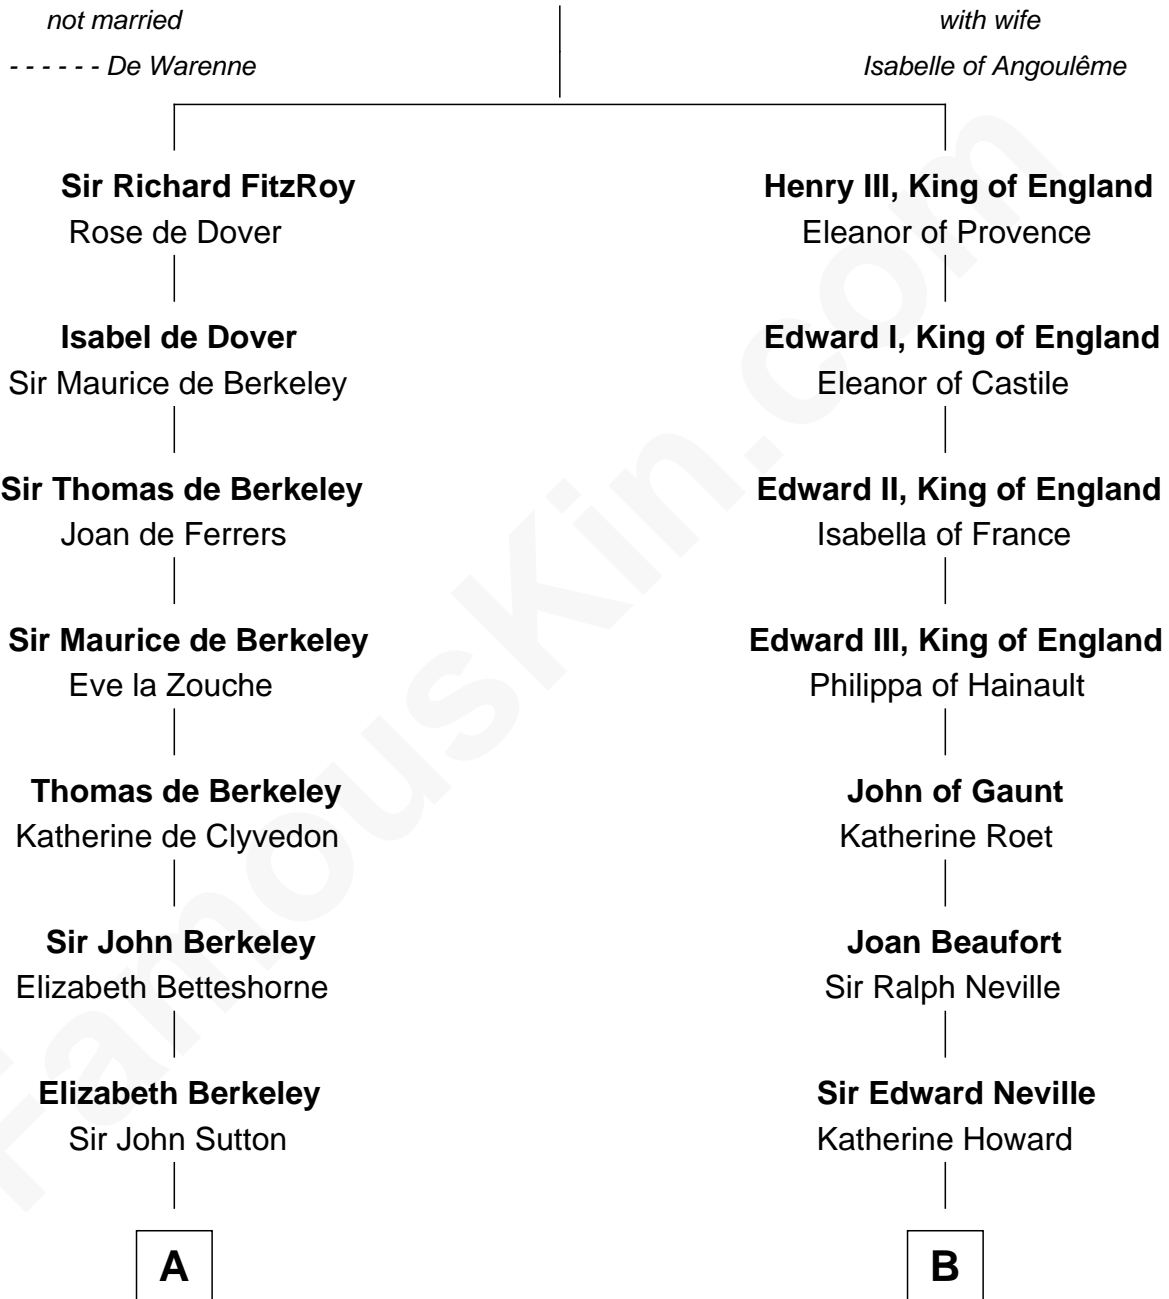 not married
- - - - - - De Warenne
with wife
Isabelle of Angoulême
Sir Richard FitzRoy
Rose de Dover
Isabel de Dover
Sir Maurice de Berkeley
Sir Thomas de Berkeley
Joan de Ferrers
Sir Maurice de Berkeley
Eve la Zouche
Thomas de Berkeley
Katherine de Clyvedon
Sir John Berkeley
Elizabeth Betteshorne
Elizabeth Berkeley
Sir John Sutton
A
Henry III, King of England
Eleanor of Provence
Edward I, King of England
Eleanor of Castile
Edward II, King of England
Isabella of France
Edward III, King of England
Philippa of Hainault
John of Gaunt
Katherine Roet
Joan Beaufort
Sir Ralph Neville
Sir Edward Neville
Katherine Howard
B
FamousKin.com